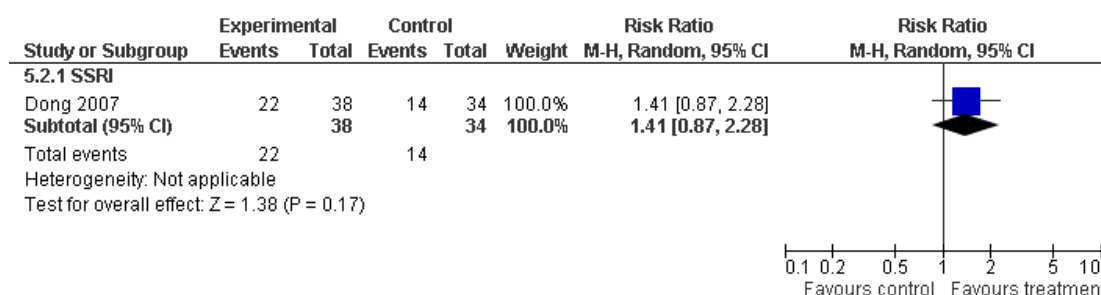 Experimental Control Risk Ratio Risk Ratio
Study or Subgroup Events Total Events Total Weight M-H, Random, 95% CI M-H, Random, 95% CI
5.2.1 SSRI
Dong 2007 22 38 14 34 100.0% 1.41 [0.87, 2.28]
Subtotal (95% CI) 38 34 100.0% 1.41 [0.87, 2.28]
Total events 22 14
Heterogeneity: Not applicable
Test for overall effect: Z = 1.38 (P = 0.17)
0.1 0.2 0.5 1 2 5 10
Favours control Favours treatment